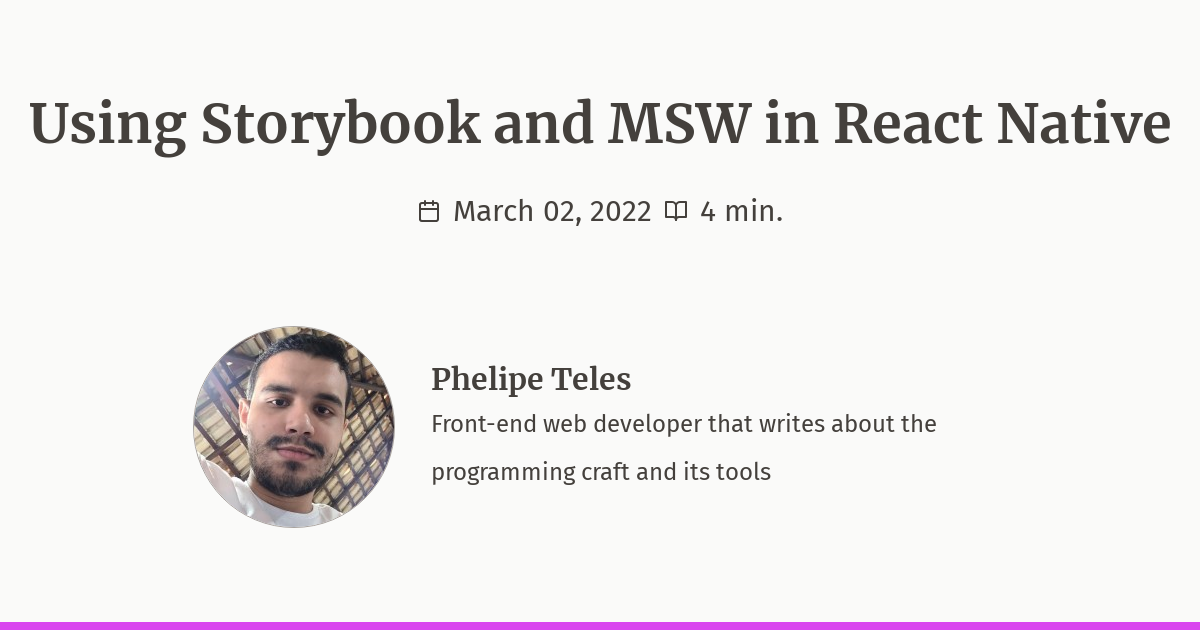 Using Storybook and MSW in React Native
March 02, 2022 4 min.
Phelipe Teles
Front-end web developer that writes about the
programming craft and its tools